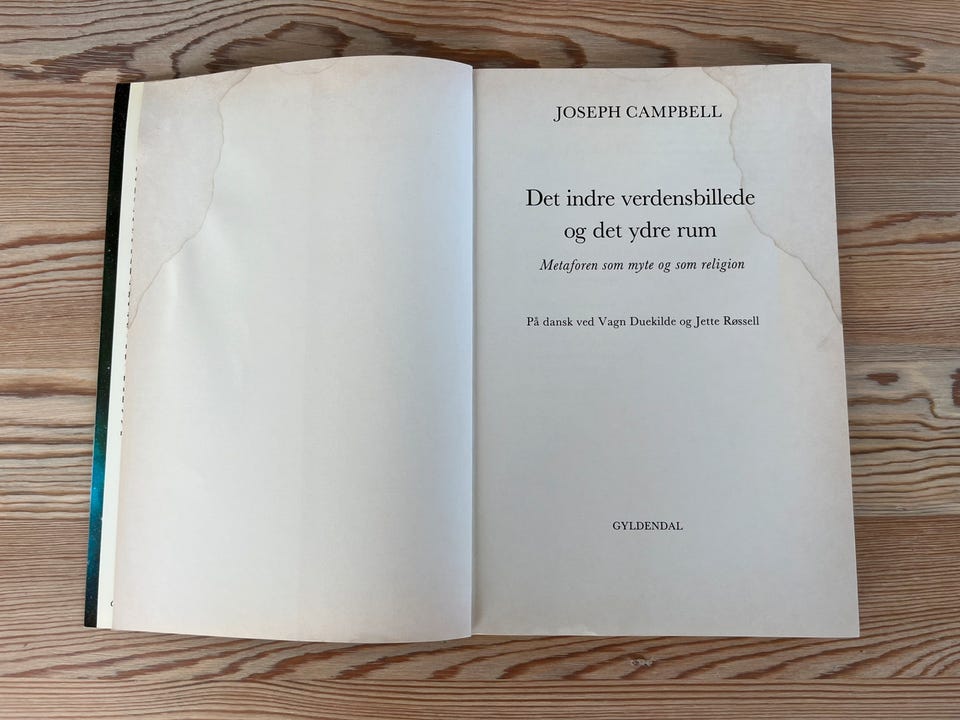 JOSEPH CAMPBELL
Det indre verdensbillede
og det ydre rum
Metaforen som myte og som religion
På dansk ved Vagn Duekilde og Jette Røssell
GYLDENDAL